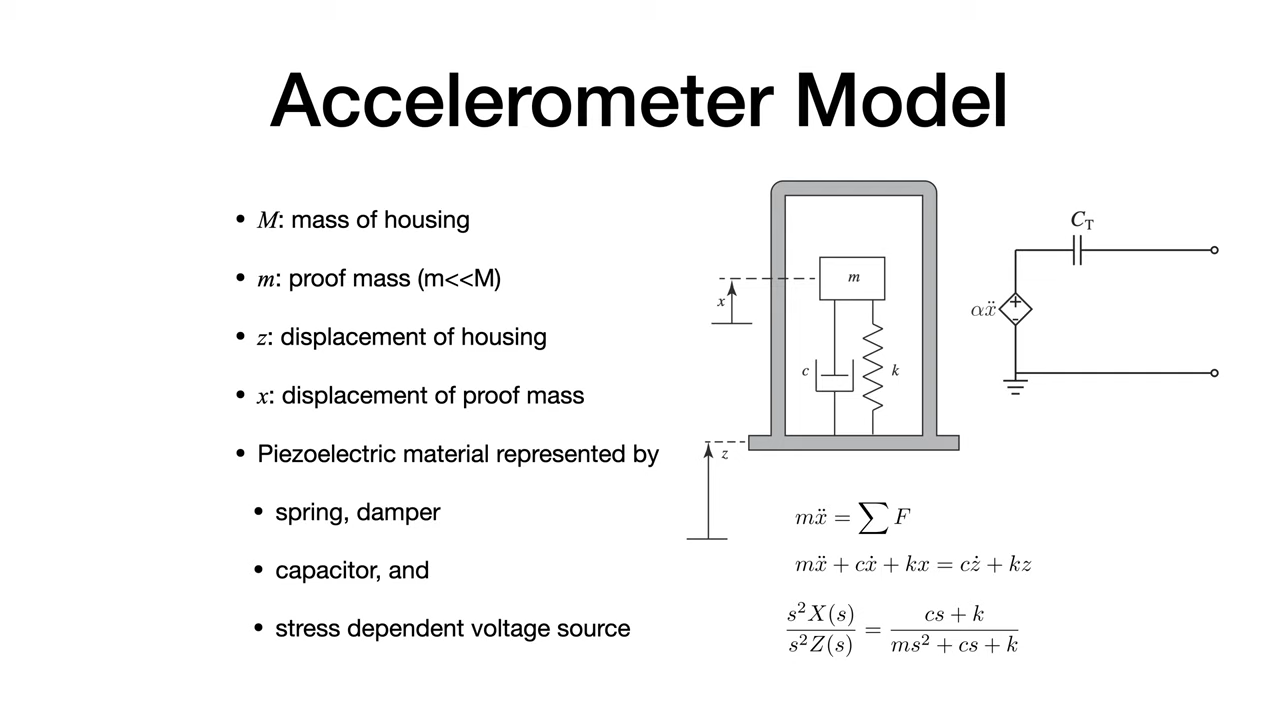 Accelerometer Model
• M: mass of housing
• m: proof mass (m<<M)
• z: displacement of housing
• x: displacement of proof mass
• Piezoelectric material represented by
• spring, damper
• capacitor, and
• stress dependent voltage source
m
x
c
k
z
C_T
αẍ
+
-
mẍ = ∑ F
mẍ + cẋ + kx = cż + kz
s²X(s) / s²Z(s) = (cs + k) / (ms² + cs + k)